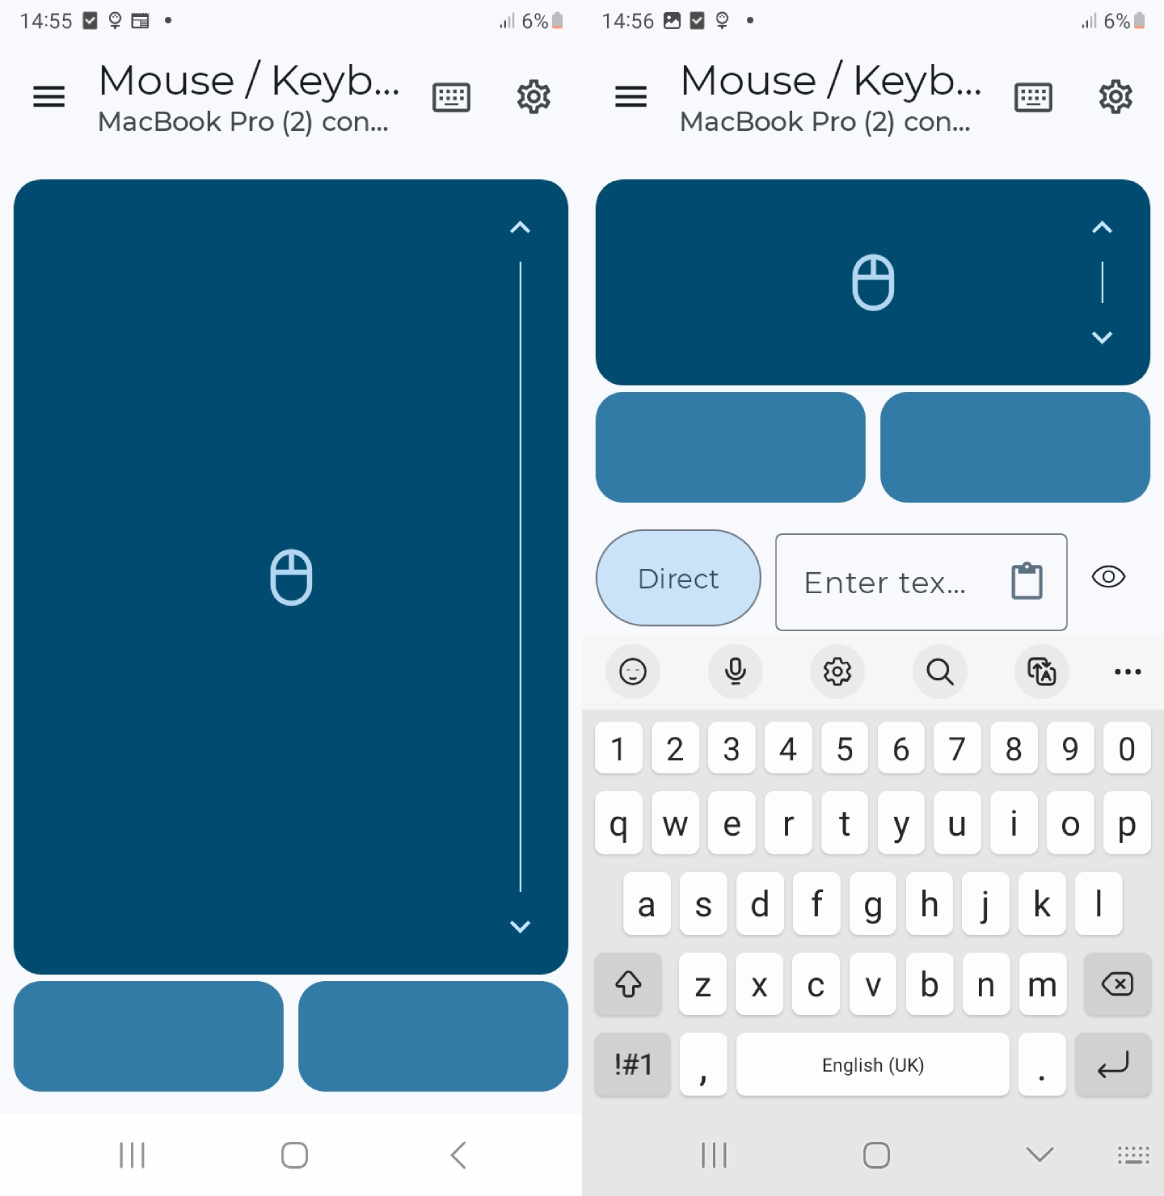 14:55 6%
Mouse / Keyb...
MacBook Pro (2) con...
14:56 6%
Mouse / Keyb...
MacBook Pro (2) con...
Direct Enter tex...
1 2 3 4 5 6 7 8 9 0
q w e r t y u i o p
a s d f g h j k l
z x c v b n m
!#1 , English (UK) .